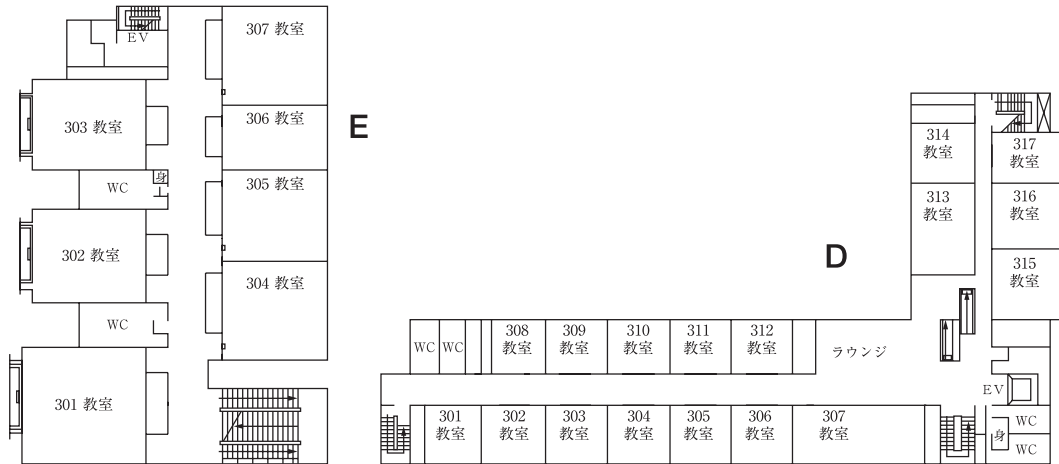 EV
307 教室
303 教室
306 教室
E
WC
身
305 教室
302 教室
304 教室
WC
301 教室
314
教室
317
教室
313
教室
316
教室
D
315
教室
WC
WC
308
教室
309
教室
310
教室
311
教室
312
教室
ラウンジ
EV
301
教室
302
教室
303
教室
304
教室
305
教室
306
教室
307
教室
WC
身
WC